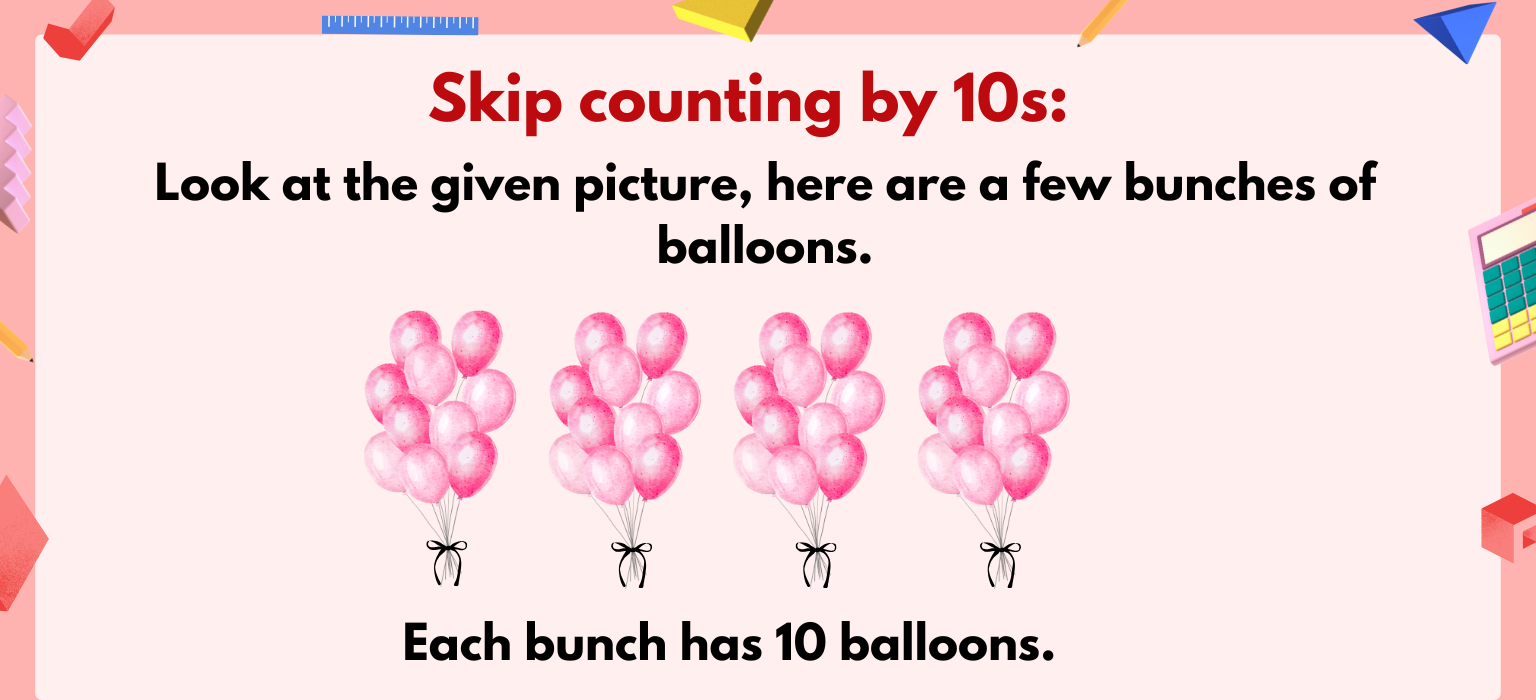 Skip counting by 10s:
Look at the given picture, here are a few bunches of
balloons.
Each bunch has 10 balloons.